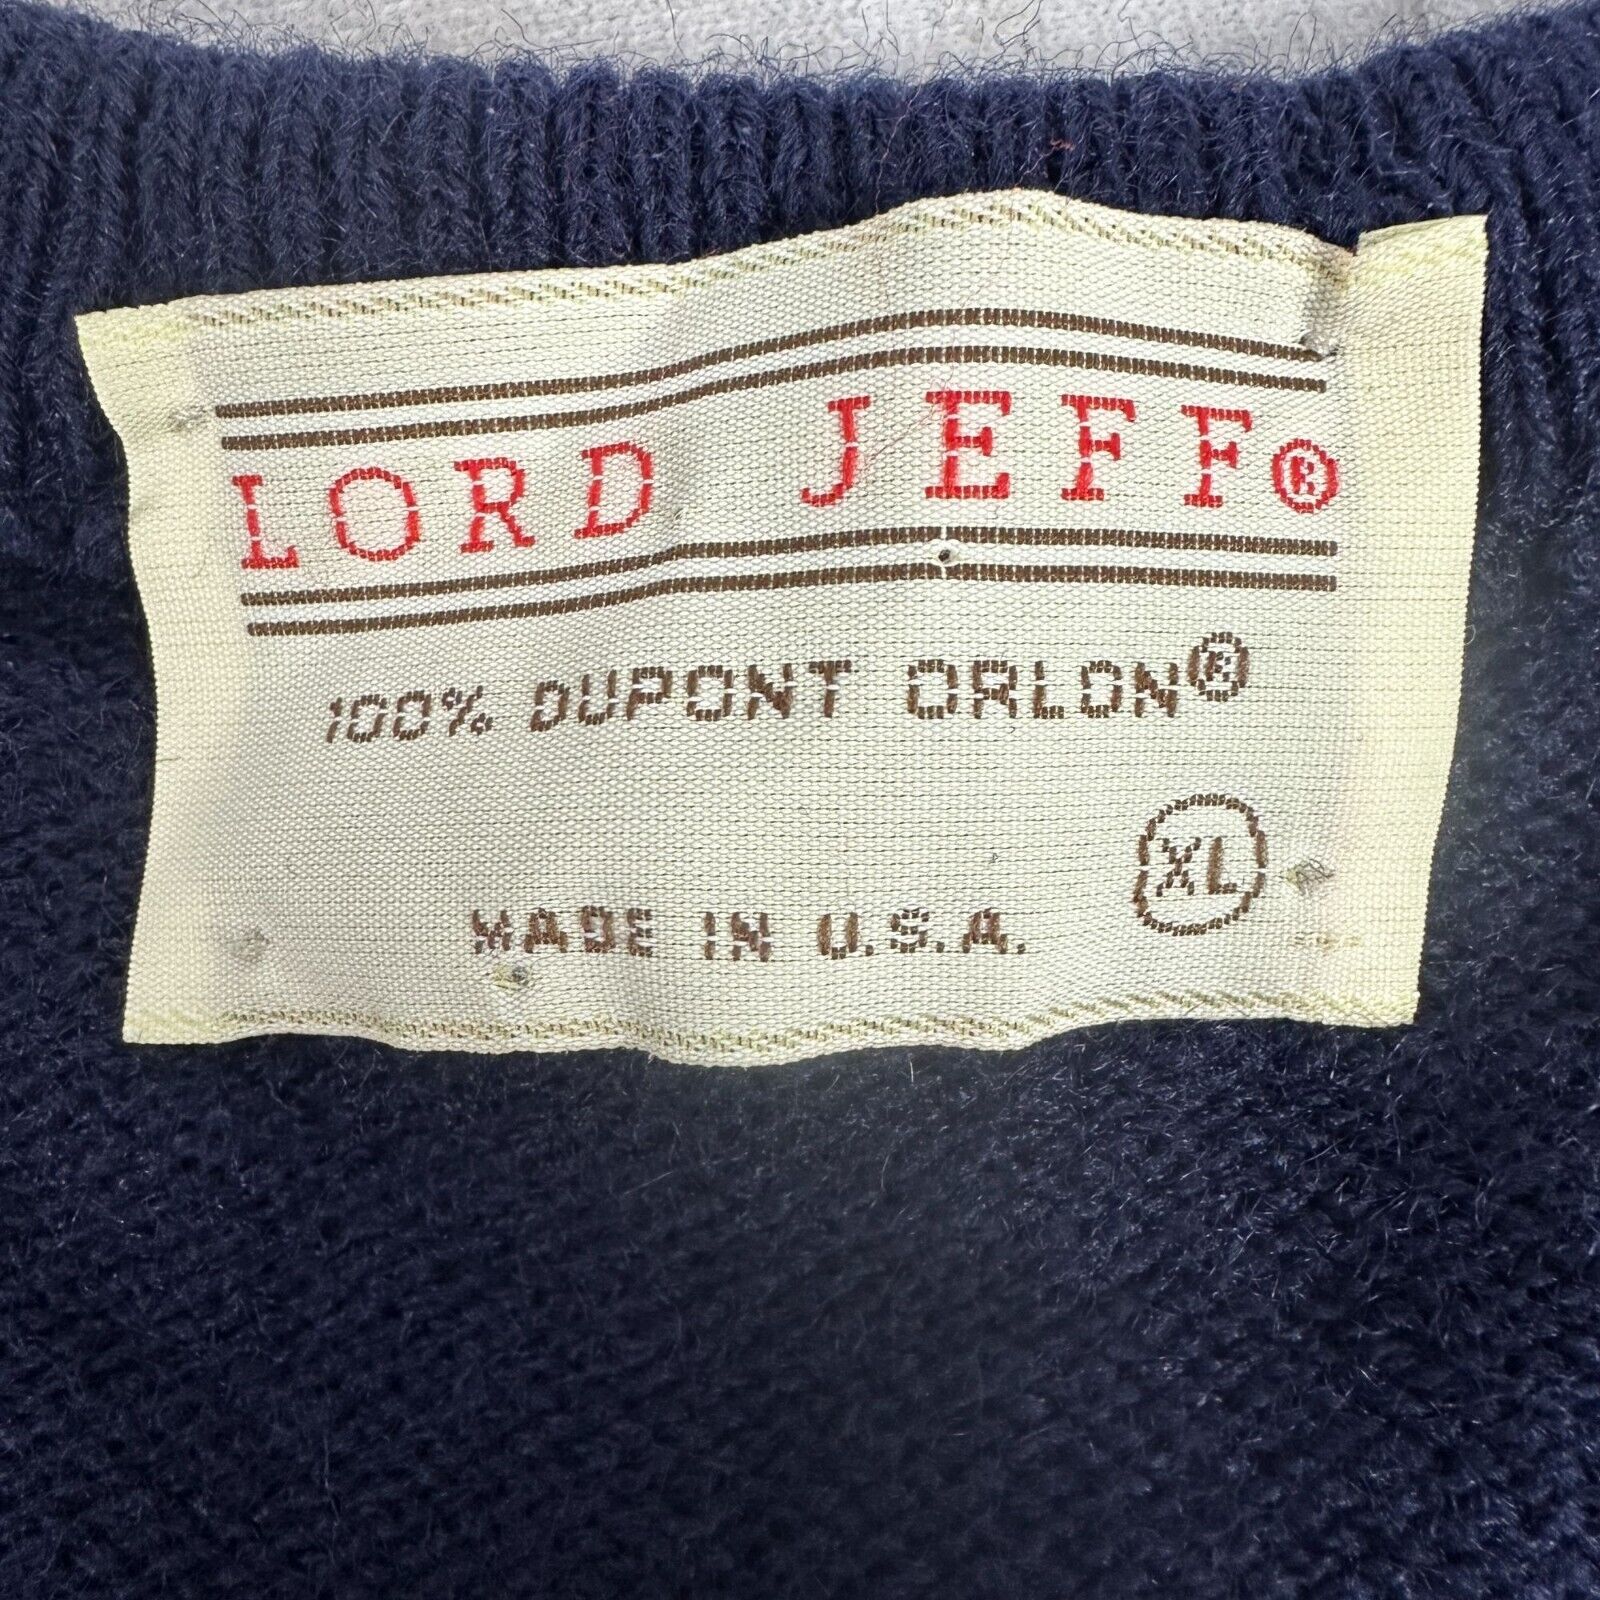 LORD JEFF®
100% DUPONT ORLON®
XL
MADE IN U.S.A.